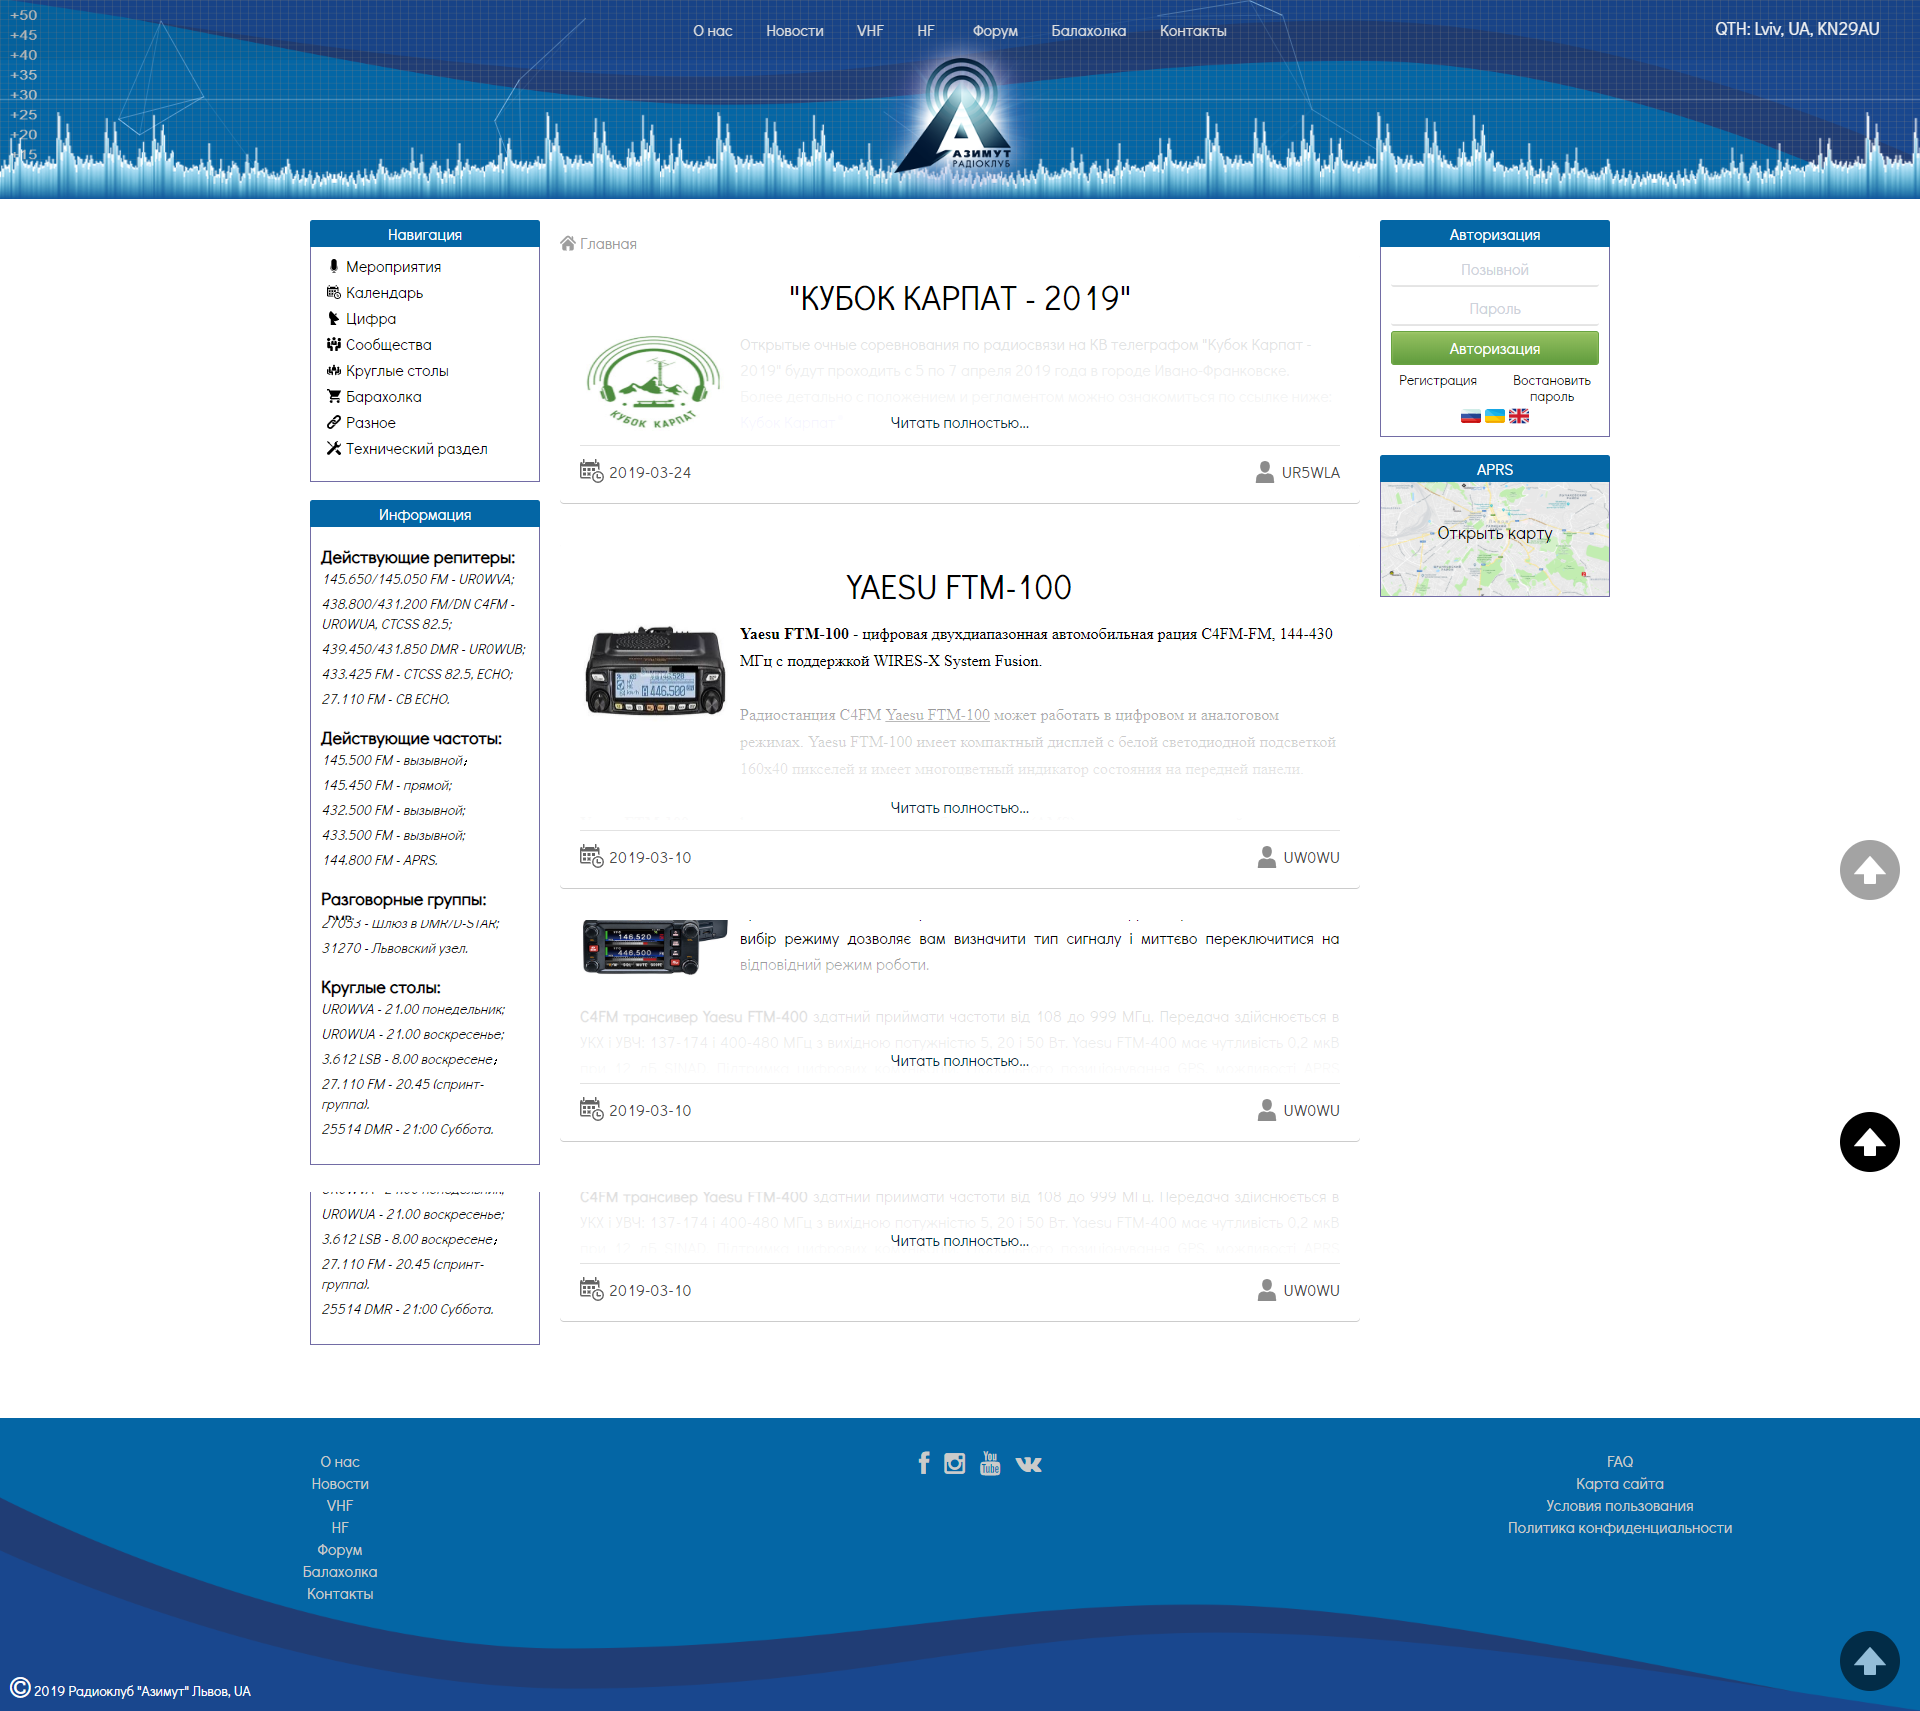 +50
+45
+40
+35
+30
+25
+20
О нас Новости VHF HF Форум Балахолка Контакты
QTH: Lviv, UA, KN29AU
А
АЗИМУТ
РАДІОКЛУБ
Навигация
Мероприятия
Календарь
Цифра
Сообщества
Круглые столы
Барахолка
Разное
Технический раздел
Информация
Действующие репитеры:
145.650/145.050 FM - UR0WVA;
438.800/431.200 FM/DN C4FM -
UR0WUA, CTCSS 82.5;
439.450/431.850 DMR - UR0WUB;
433.425 FM - CTCSS 82.5, ECHO;
27.110 FM - CB ECHO.
Действующие частоты:
145.500 FM - вызывной;
145.450 FM - прямой;
432.500 FM - вызывной;
433.500 FM - вызывной;
144.800 FM - APRS.
Разговорные группы:
27053 - Шлюз в DMR/D-STAR;
31270 - Львовский узел.
Круглые столы:
UR0WVA - 21.00 понедельник;
UR0WUA - 21.00 воскресенье;
3.612 LSB - 8.00 воскресене;
27.110 FM - 20.45 (спринт-
группа).
25514 DMR - 21:00 Суббота.
UR0WVA - 21.00 понедельник;
UR0WUA - 21.00 воскресенье;
3.612 LSB - 8.00 воскресене;
27.110 FM - 20.45 (спринт-
группа).
25514 DMR - 21:00 Суббота.
Главная
"КУБОК КАРПАТ - 2019"
КУБОК КАРПАТ
Открытые очные соревнования по радиосвязи на КВ телеграфом "Кубок Карпат -
2019" будут проходить с 5 по 7 апреля 2019 года в городе Ивано-Франковске.
Более детально с положением и регламентом можно ознакомиться по ссылке ниже:
Кубок Карпат"
Читать полностью...
2019-03-24 UR5WLA
YAESU FTM-100
446.500
Yaesu FTM-100 - цифровая двухдиапазонная автомобильная рация C4FM-FM, 144-430
МГц с поддержкой WIRES-X System Fusion.
Радиостанция C4FM Yaesu FTM-100 может работать в цифровом и аналоговом
режимах. Yaesu FTM-100 имеет компактный дисплей с белой светодиодной подсветкой
160x40 пикселей и имеет многоцветный индикатор состояния на передней панели.
Читать полностью...
2019-03-10 UW0WU
146.520
446.500
вибір режиму дозволяє вам визначити тип сигналу і миттєво переключитися на
відповідний режим роботи.
C4FM трансивер Yaesu FTM-400 здатний приймати частоти від 108 до 999 МГц. Передача здійснюється в
УКХ і УВЧ: 137-174 і 400-480 МГц з вихідною потужністю 5, 20 і 50 Вт. Yaesu FTM-400 має чутливість 0.2 мкВ
Читать полностью...
2019-03-10 UW0WU
C4FM трансивер Yaesu FTM-400 здатний приймати частоти від 108 до 999 МГц. Передача здійснюється в
УКХ і УВЧ: 137-174 і 400-480 МГц з вихідною потужністю 5, 20 і 50 Вт. Yaesu FTM-400 має чутливість 0.2 мкВ
Читать полностью...
2019-03-10 UW0WU
Авторизация
Позывной
Пароль
Авторизация
Регистрация Востановить
пароль
APRS
Открыть карту
О нас
Новости
VHF
HF
Форум
Балахолка
Контакты
You
Tube
FAQ
Карта сайта
Условия пользования
Политика конфиденциальности
© 2019 Радиоклуб "Азимут" Львов, UA